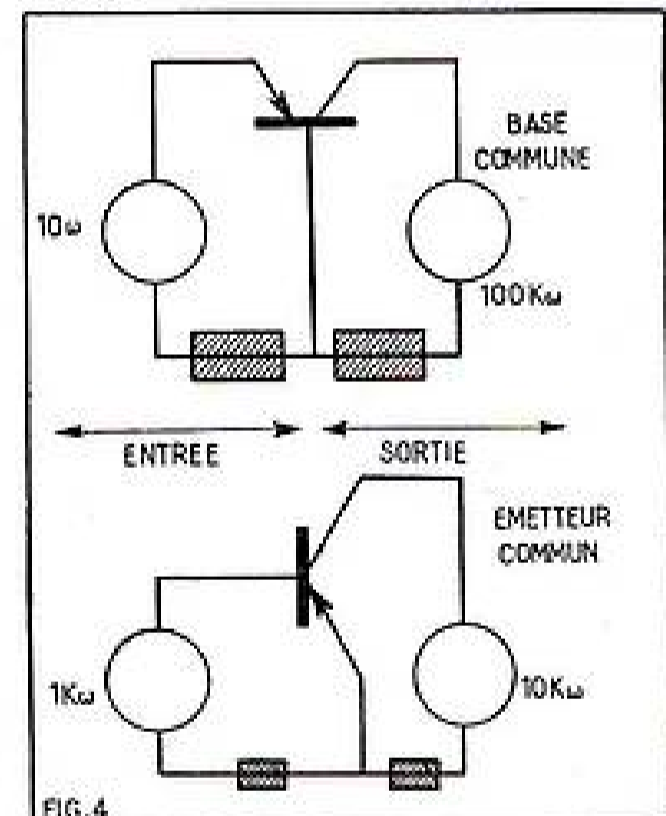 BASE
COMMUNE
10ω
100Kω
ENTREE
SORTIE
EMETTEUR
COMMUN
1Kω
10Kω
FIG.4